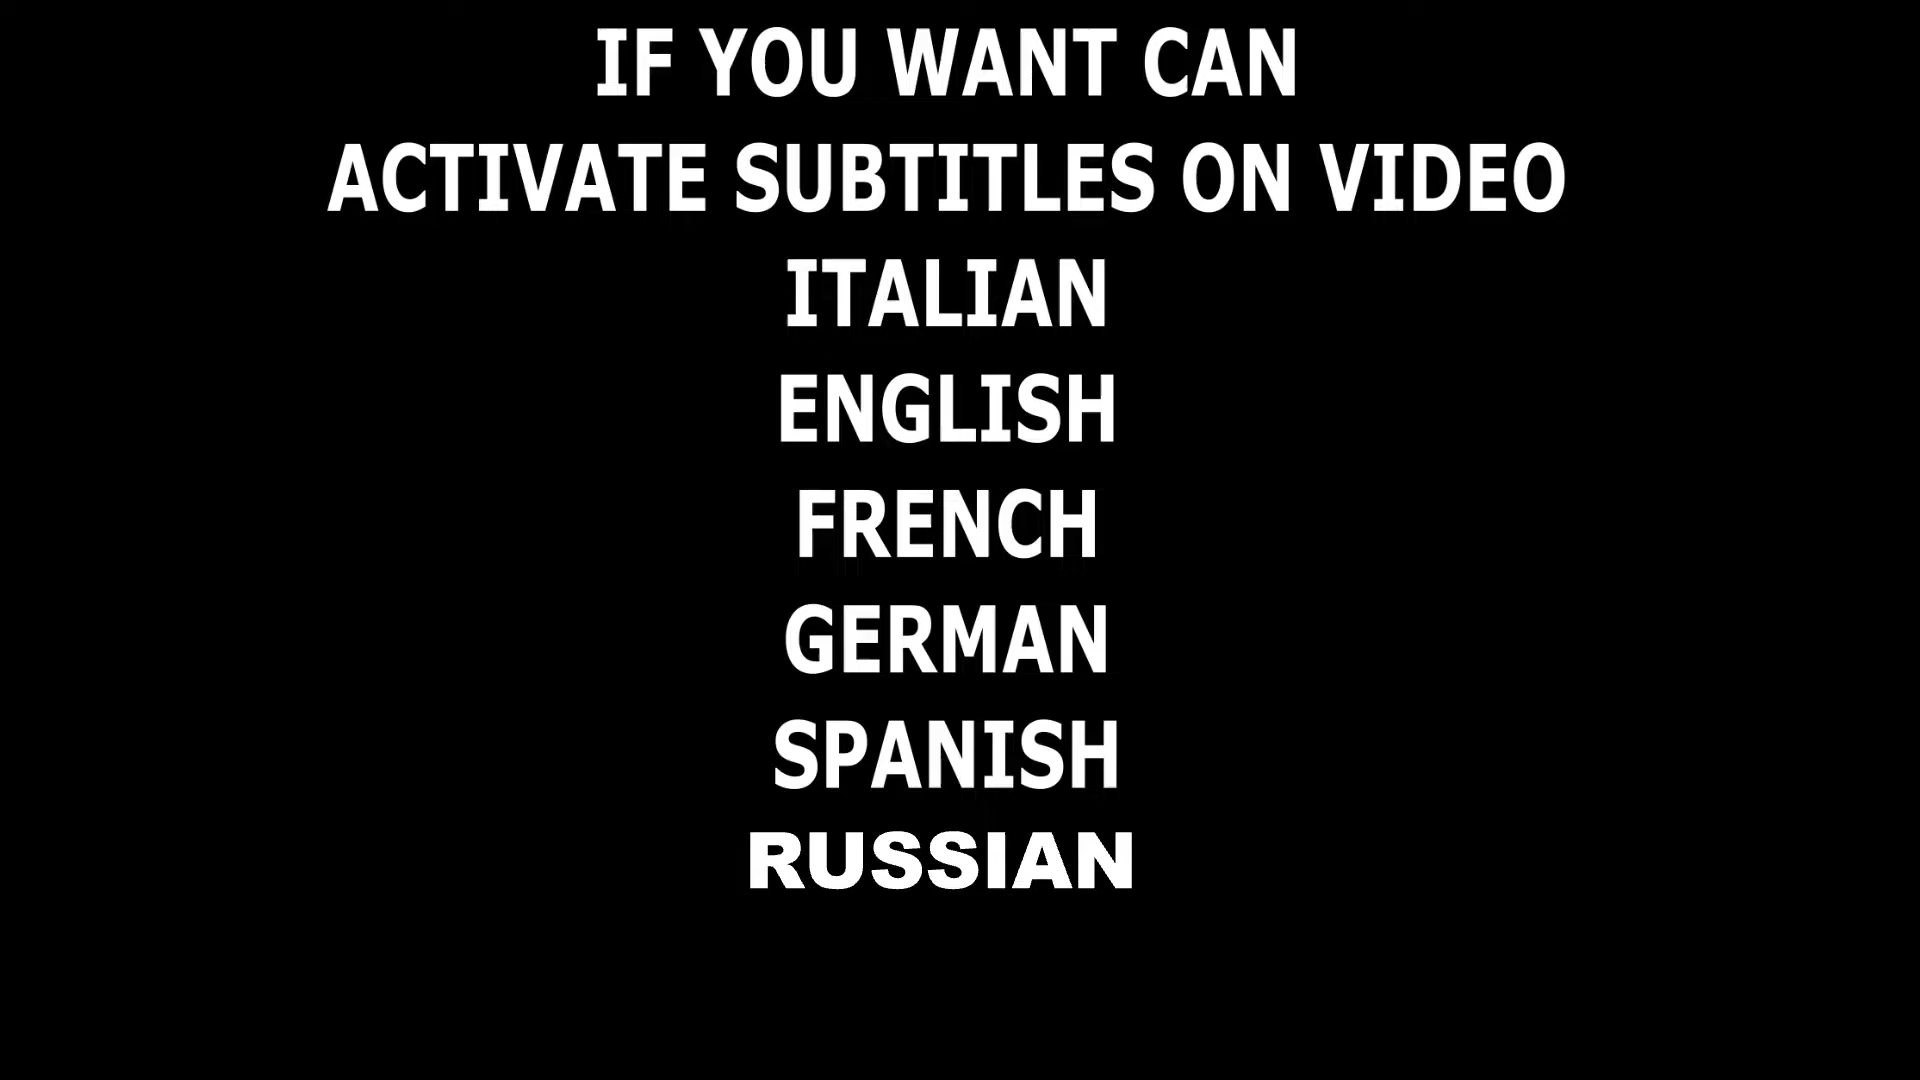 IF YOU WANT CAN
ACTIVATE SUBTITLES ON VIDEO
ITALIAN
ENGLISH
FRENCH
GERMAN
SPANISH
RUSSIAN